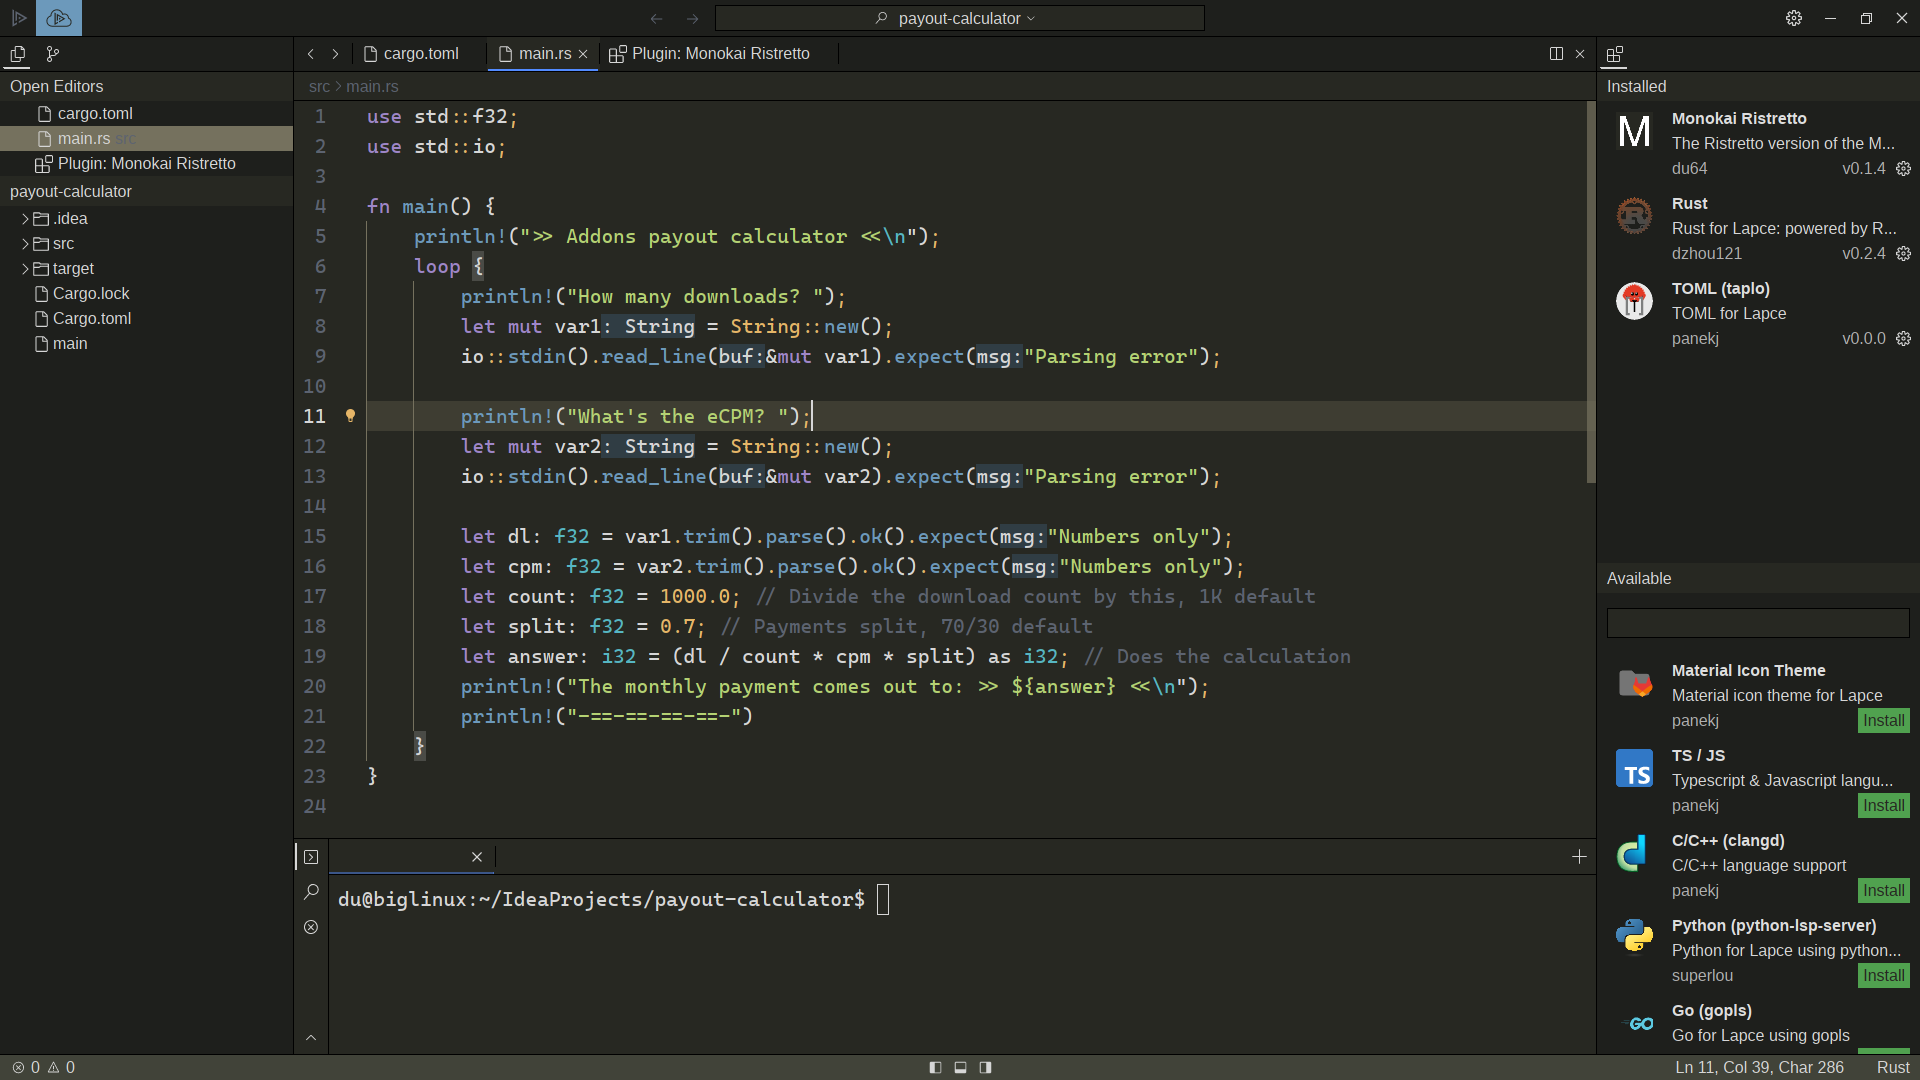 payout-calculator
cargo.toml
main.rs
Plugin: Monokai Ristretto
Open Editors
cargo.toml
main.rs src
Plugin: Monokai Ristretto
payout-calculator
.idea
src
target
Cargo.lock
Cargo.toml
main
src > main.rs
1 use std::f32;
2 use std::io;
3
4 fn main() {
5 println!(">> Addons payout calculator <<\n");
6 loop {
7 println!("How many downloads? ");
8 let mut var1: String = String::new();
9 io::stdin().read_line(buf:&mut var1).expect(msg:"Parsing error");
10
11 println!("What's the eCPM? ");
12 let mut var2: String = String::new();
13 io::stdin().read_line(buf:&mut var2).expect(msg:"Parsing error");
14
15 let dl: f32 = var1.trim().parse().ok().expect(msg:"Numbers only");
16 let cpm: f32 = var2.trim().parse().ok().expect(msg:"Numbers only");
17 let count: f32 = 1000.0; // Divide the download count by this, 1K default
18 let split: f32 = 0.7; // Payments split, 70/30 default
19 let answer: i32 = (dl / count * cpm * split) as i32; // Does the calculation
20 println!("The monthly payment comes out to: >> ${answer} <<\n");
21 println!("-==-==-==-==-")
22 }
23 }
24
du@biglinux:~/IdeaProjects/payout-calculator$
Installed
M
Monokai Ristretto
The Ristretto version of the M...
du64 v0.1.4
Rust
Rust for Lapce: powered by R...
dzhou121 v0.2.4
TOML (taplo)
TOML for Lapce
panekj v0.0.0
Available
Material Icon Theme
Material icon theme for Lapce
panekj Install
TS
TS / JS
Typescript & Javascript langu...
panekj Install
C/C++ (clangd)
C/C++ language support
panekj Install
Python (python-lsp-server)
Python for Lapce using python...
superlou Install
GO
Go (gopls)
Go for Lapce using gopls
0 0
Ln 11, Col 39, Char 286 Rust